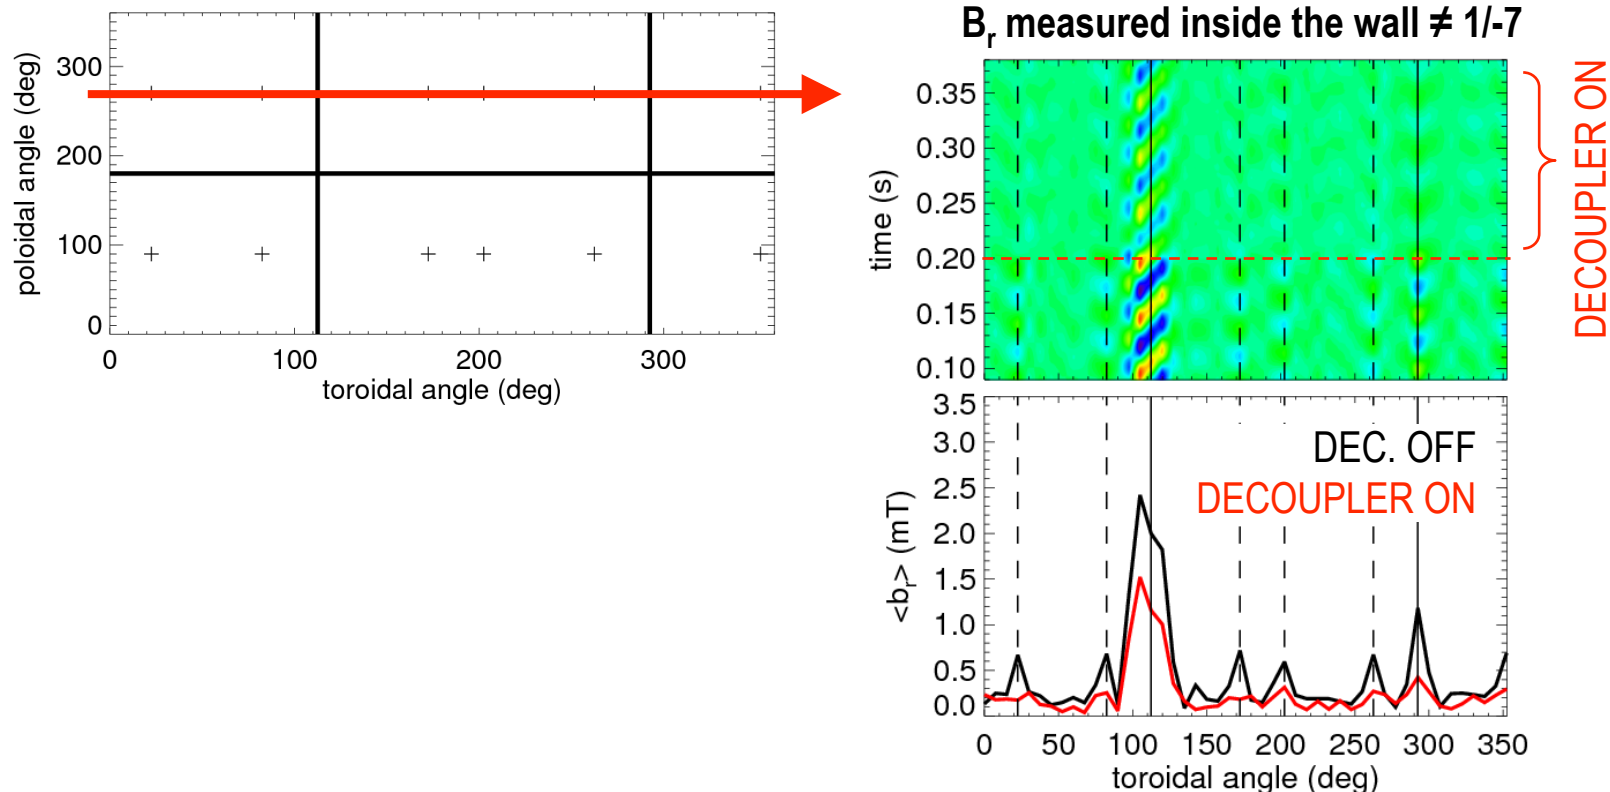 300
200
100
0
poloidal angle (deg)
0 100 200 300
toroidal angle (deg)
Br measured inside the wall ≠ 1/-7
0.35
0.30
0.25
0.20
0.15
0.10
time (s)
DECOUPLER ON
3.5
3.0
2.5
2.0
1.5
1.0
0.5
0.0
<br> (mT)
DEC. OFF
DECOUPLER ON
0 50 100 150 200 250 300 350
toroidal angle (deg)